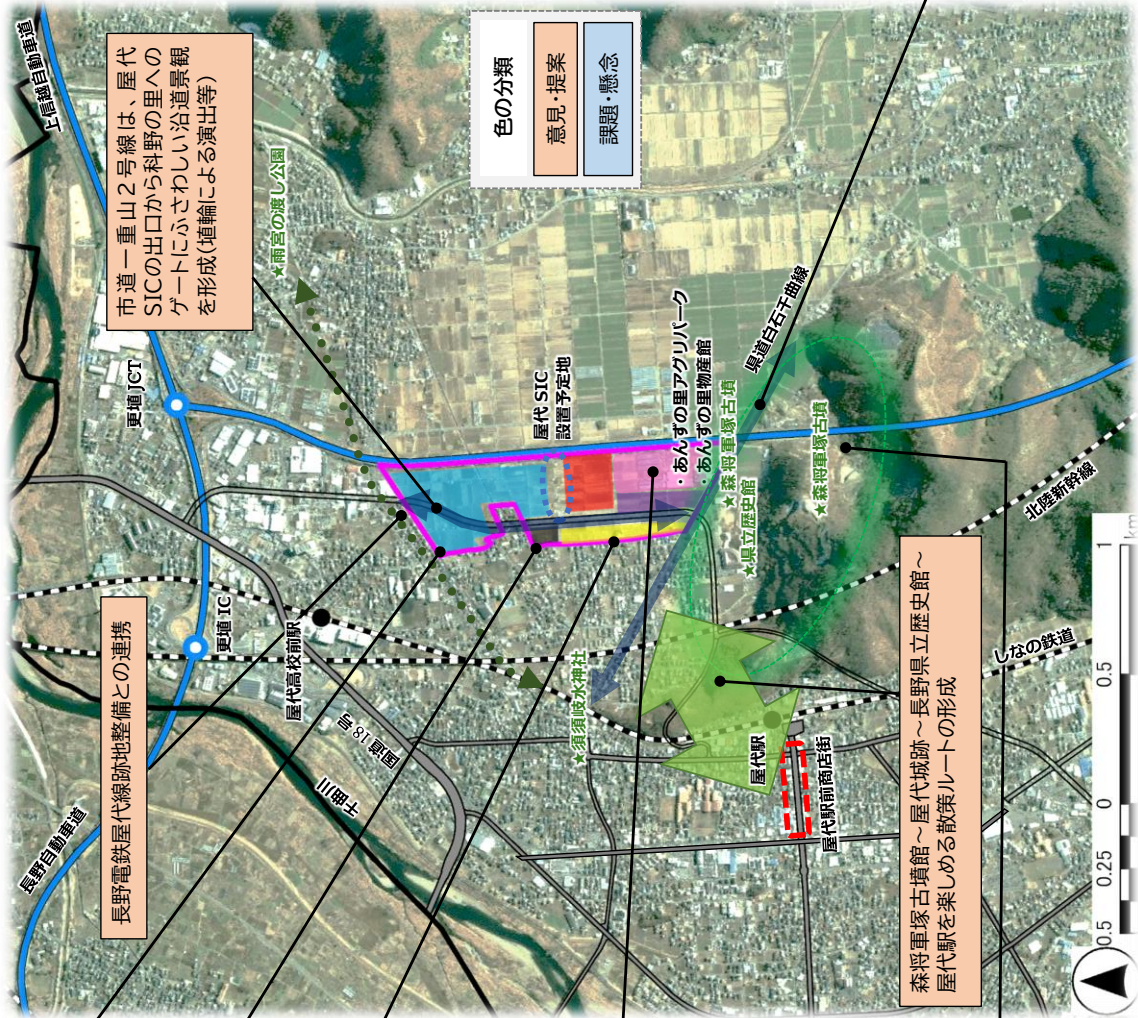 上信越自動車道
市道一重山２号線は、屋代
SICの出口から科野の里への
ゲートにふさわしい沿道景観
を形成（埴輪による演出等）
色の分類
意見・提案
課題・懸念
★雨宮の渡し公園
更埴JCT
長野自動車道
長野電鉄屋代線跡地整備との連携
更埴IC
屋代高校前駅
国道18号
千曲川
屋代SIC
設置予定地
・あんずの里アグリパーク
・あんずの里物産館
★森将軍塚古墳
★県立歴史館
県道白石千曲線
★森将軍塚古墳
★須須岐水神社
北陸新幹線
しなの鉄道
屋代駅
屋代駅前商店街
森将軍塚古墳館～屋代城跡～長野県立歴史館～
屋代駅を楽しめる散策ルートの形成
0.5 0.25 0 0.5 1
km